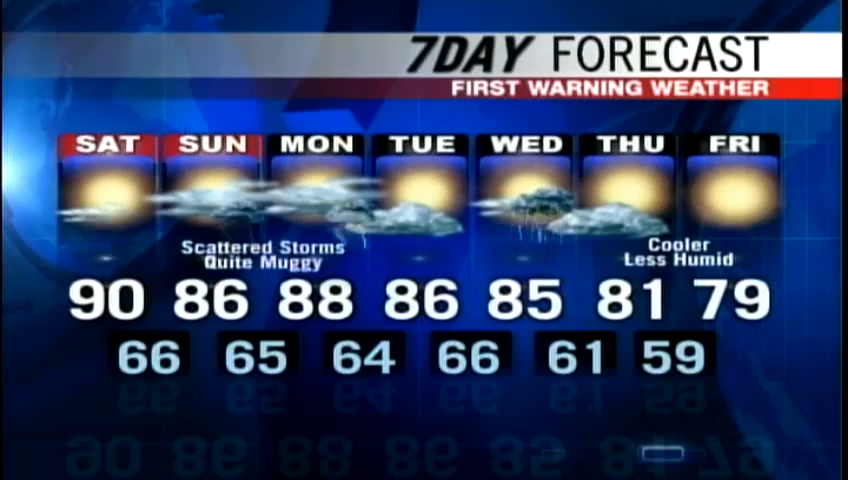 7DAY FORECAST
FIRST WARNING WEATHER
SAT SUN MON TUE WED THU FRI
Scattered Storms
Quite Muggy
Cooler
Less Humid
90 86 88 86 85 81 79
66 65 64 66 61 59